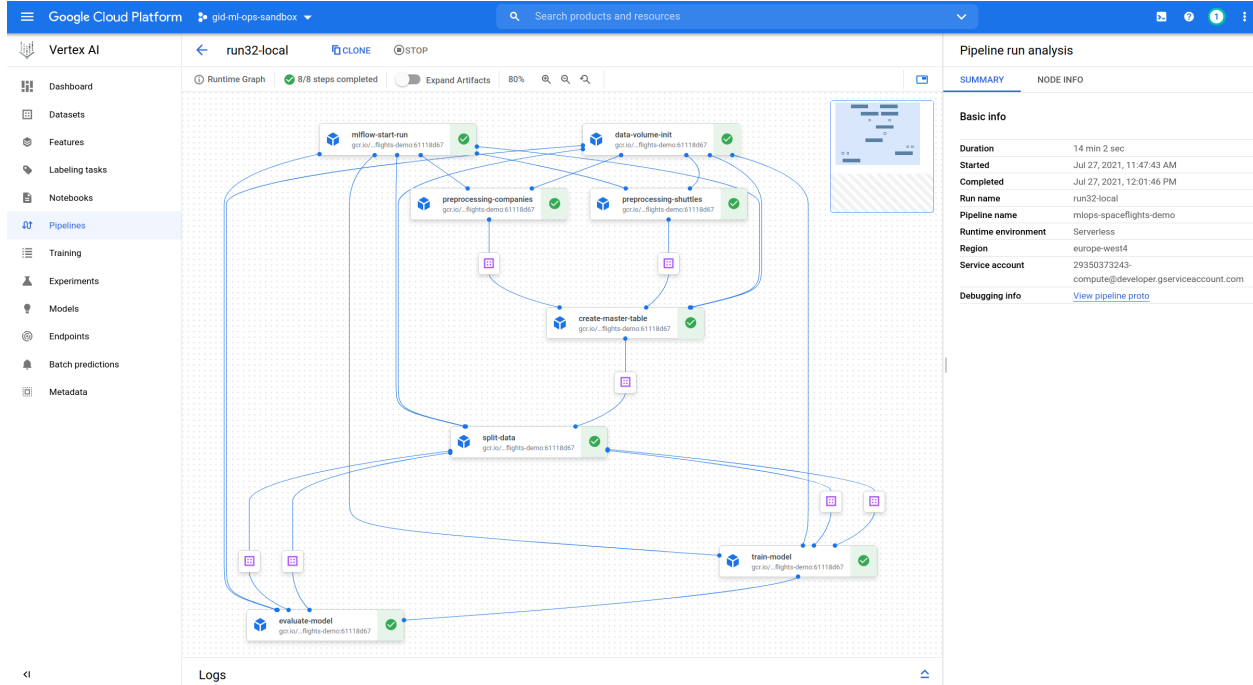 Google Cloud Platform
gid-ml-ops-sandbox
Search products and resources
1
Vertex AI
Dashboard
Datasets
Features
Labeling tasks
Notebooks
Pipelines
Training
Experiments
Models
Endpoints
Batch predictions
Metadata
run32-local
CLONE
STOP
Runtime Graph
8/8 steps completed
Expand Artifacts
80%
mlflow-start-run
gcr.io/...flights-demo:61118d67
data-volume-init
gcr.io/...flights-demo:61118d67
preprocessing-companies
gcr.io/...flights-demo:61118d67
preprocessing-shuttles
gcr.io/...flights-demo:61118d67
create-master-table
gcr.io/...flights-demo:61118d67
split-data
gcr.io/...flights-demo:61118d67
train-model
gcr.io/...flights-demo:61118d67
evaluate-model
gcr.io/...flights-demo:61118d67
Logs
Pipeline run analysis
SUMMARY
NODE INFO
Basic info
Duration 14 min 2 sec
Started Jul 27, 2021, 11:47:43 AM
Completed Jul 27, 2021, 12:01:46 PM
Run name run32-local
Pipeline name mlops-spaceflights-demo
Runtime environment Serverless
Region europe-west4
Service account 29350373243-
compute@developer.gserviceaccount.com
Debugging info View pipeline proto